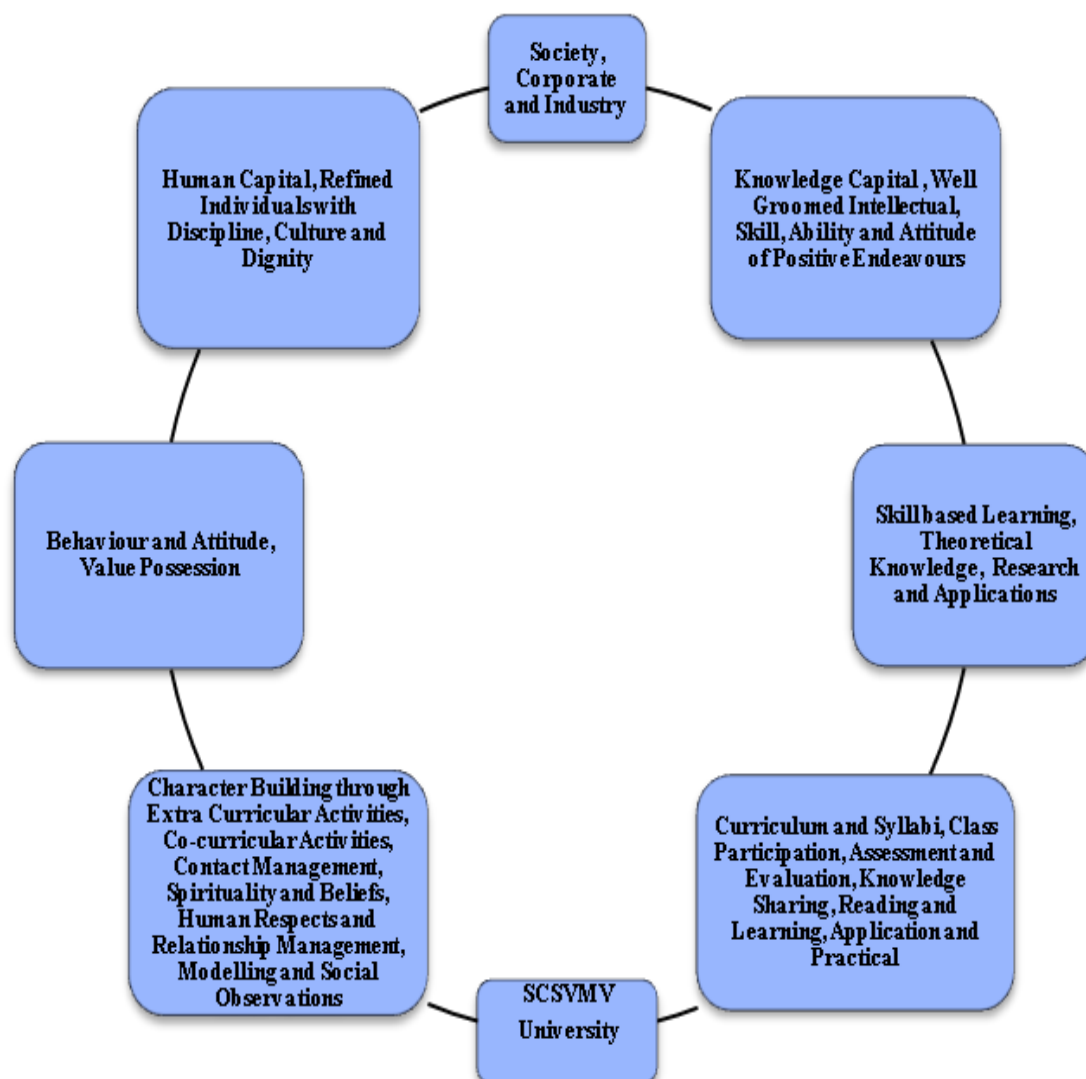 Society,
Corporate
and Industry
Human Capital, Refined
Individuals with
Discipline, Culture and
Dignity
Knowledge Capital , Well
Groomed Intellectual,
Skill, Ability and Attitude
of Positive Endeavours
Behaviour and Attitude,
Value Possession
Skill based Learning,
Theoretical
Knowledge, Research
and Applications
Character Building through
Extra Curricular Activities,
Co-curricular Activities,
Contact Management,
Spirituality and Beliefs,
Human Respects and
Relationship Management,
Modelling and Social
Observations
Curriculum and Syllabi, Class
Participation, Assessment and
Evaluation, Knowledge
Sharing, Reading and
Learning, Application and
Practical
SCSVMV
University